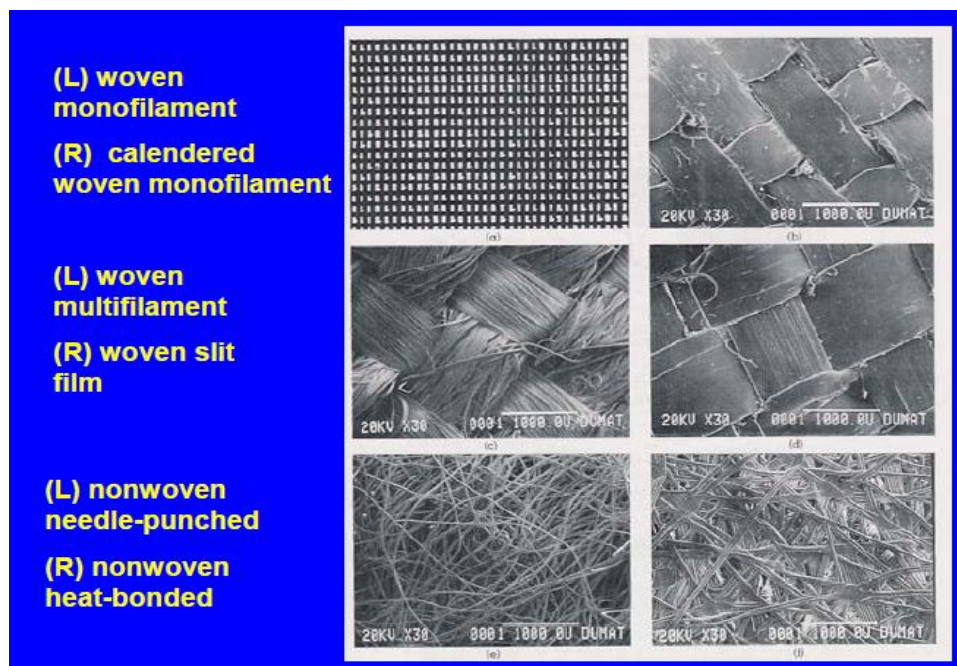 (L) woven
monofilament
(R) calendered
woven monofilament
(a)
20KV X30 0001 1000.0U DUMAT
(b)
(L) woven
multifilament
(R) woven slit
film
20KV X30 0001 1000.0U DUMAT
(c)
20KV X30 0001 1000.0U DUMAT
(d)
(L) nonwoven
needle-punched
(R) nonwoven
heat-bonded
20KV X30 0001 1000.0U DUMAT
(e)
20KV X30 0001 1000.0U DUMAT
(f)